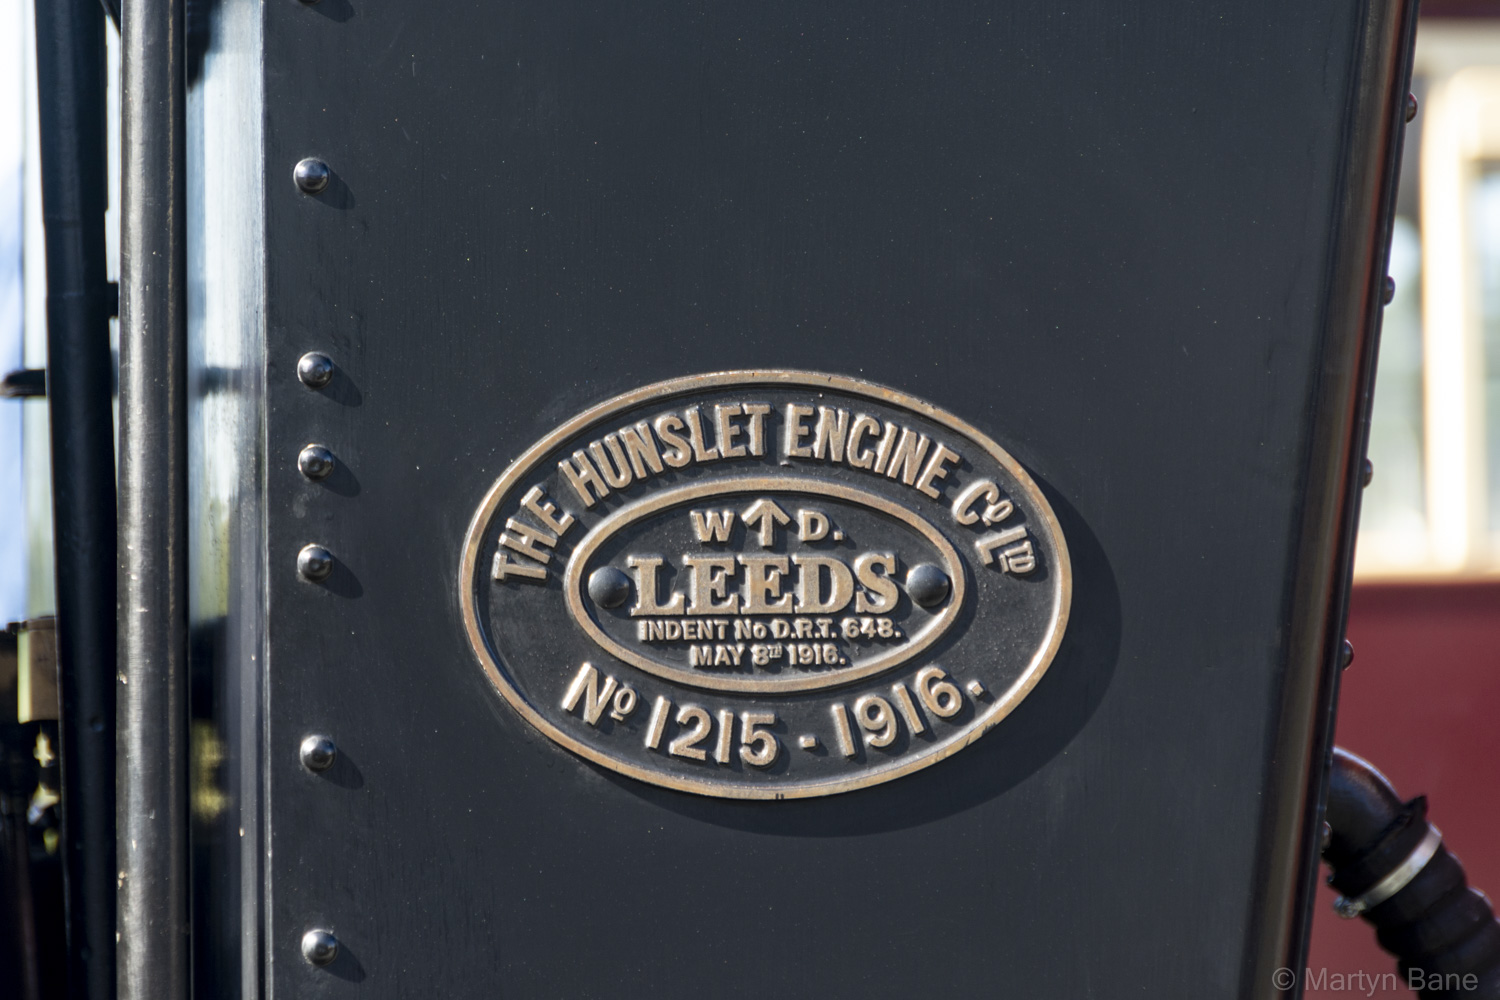 THE HUNSLET ENGINE Co LTD
W↑D.
LEEDS
INDENT No D.R.T. 648.
MAY 8TH 1916.
No 1215 - 1916.
© Martyn Bane